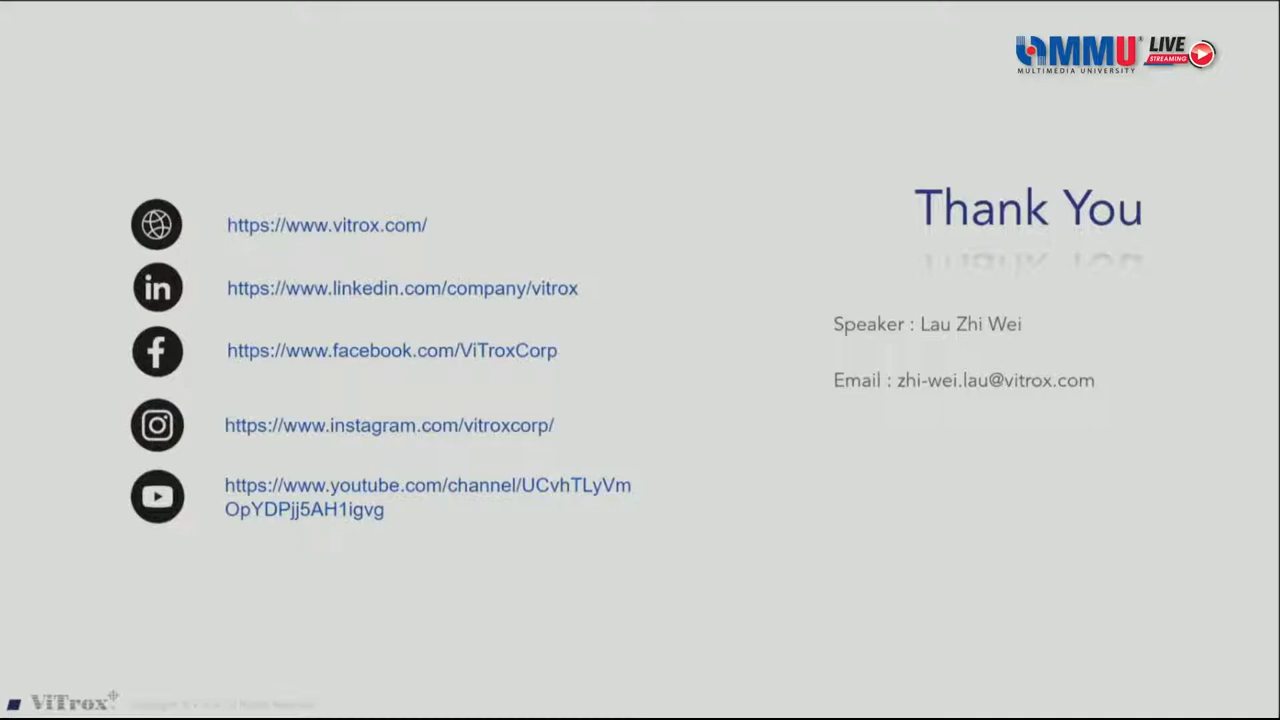 MMU
MULTIMEDIA UNIVERSITY
LIVE
STREAMING
Thank You
https://www.vitrox.com/
https://www.linkedin.com/company/vitrox
https://www.facebook.com/ViTroxCorp
https://www.instagram.com/vitroxcorp/
https://www.youtube.com/channel/UCvhTLyVm
OpYDPjj5AH1igvg
Speaker : Lau Zhi Wei
Email : zhi-wei.lau@vitrox.com
ViTrox